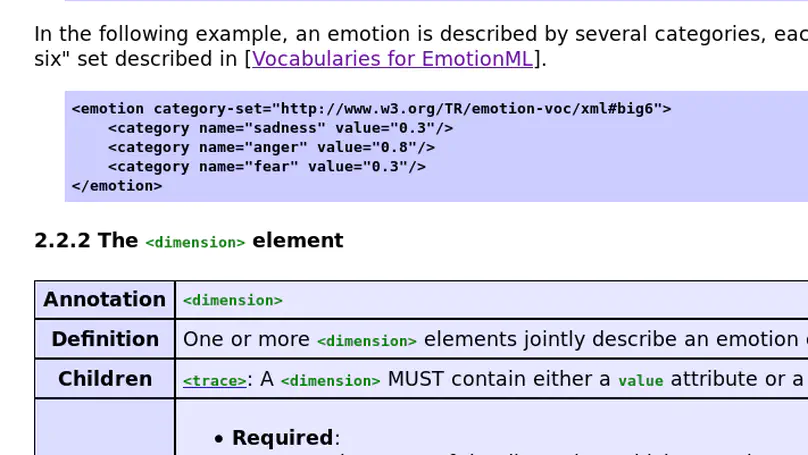 In the following example, an emotion is described by several categories, eac
six" set described in [Vocabularies for EmotionML].
<emotion category-set="http://www.w3.org/TR/emotion-voc/xml#big6">
    <category name="sadness" value="0.3"/>
    <category name="anger" value="0.8"/>
    <category name="fear" value="0.3"/>
</emotion>
2.2.2 The <dimension> element
Annotation <dimension>
Definition One or more <dimension> elements jointly describe an emotion
Children <trace>: A <dimension> MUST contain either a value attribute or a
• Required: